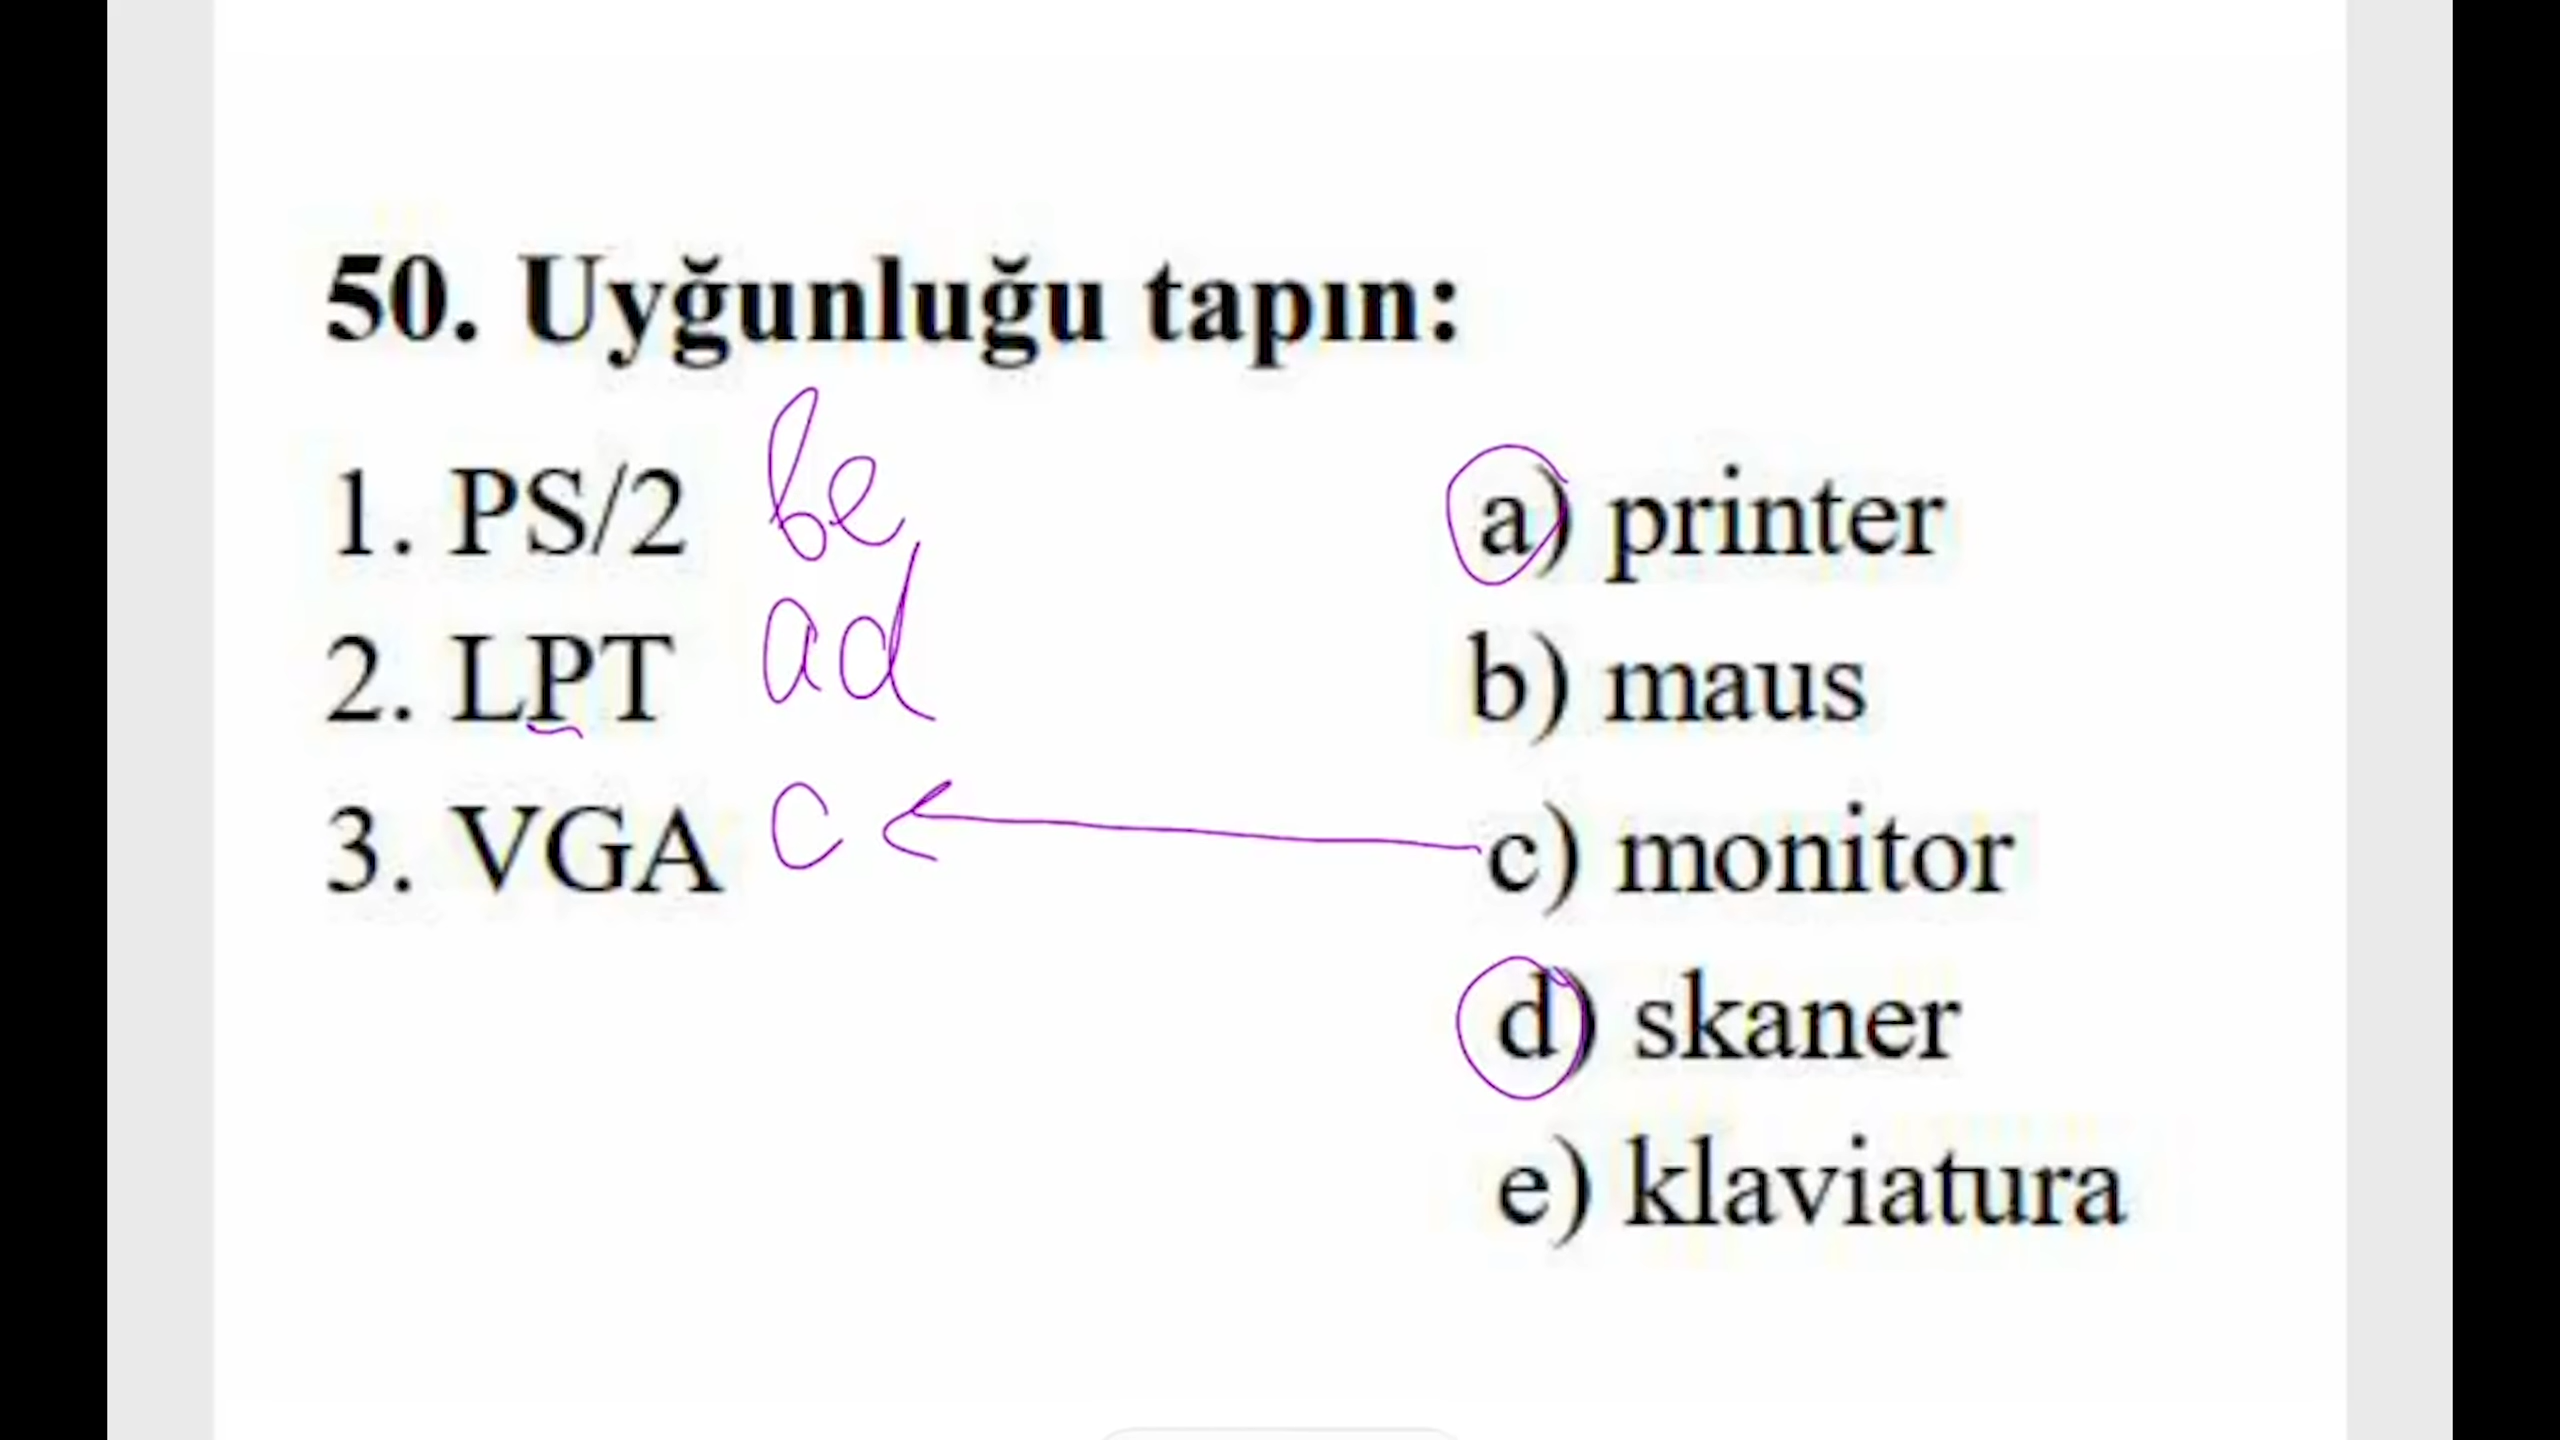 50. Uyğunluğu tapın:
1. PS/2 be a) printer
2. LPT ad b) maus
3. VGA c c) monitor
d) skaner
e) klaviatura